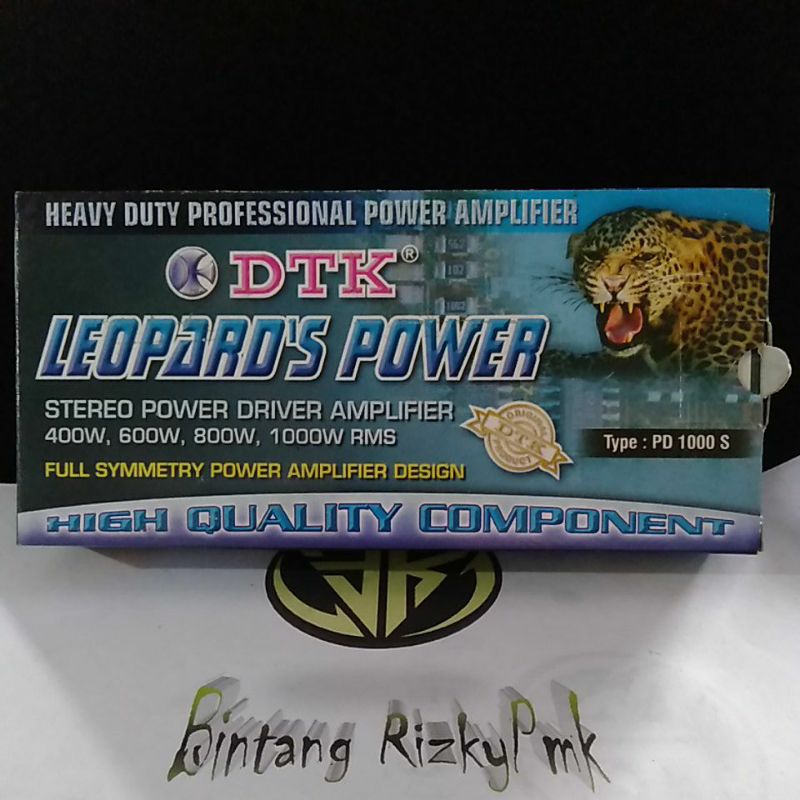 HEAVY DUTY PROFESSIONAL POWER AMPLIFIER
DTK®
LEOPARD'S POWER
STEREO POWER DRIVER AMPLIFIER
400W, 600W, 800W, 1000W RMS
ORIGINAL
DTK
PRODUCT
Type : PD 1000 S
FULL SYMMETRY POWER AMPLIFIER DESIGN
HIGH QUALITY COMPONENT
Bintang RizkyPmk